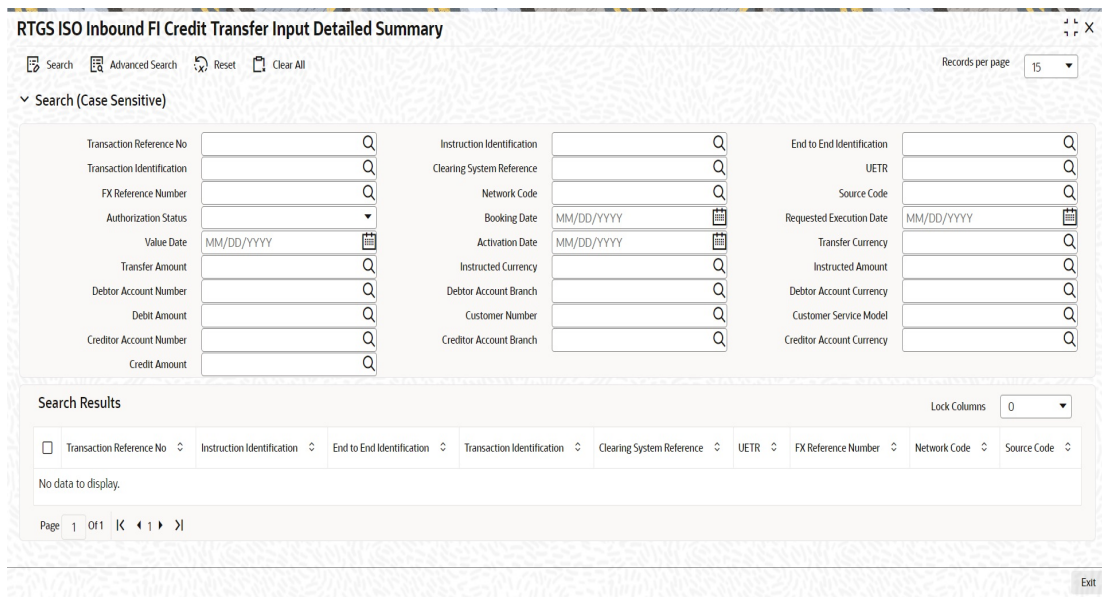 RTGS ISO Inbound FI Credit Transfer Input Detailed Summary
Search Advanced Search Reset Clear All
Records per page 15
Search (Case Sensitive)
Transaction Reference No Instruction Identification End to End Identification
Transaction Identification Clearing System Reference UETR
FX Reference Number Network Code Source Code
Authorization Status Booking Date MM/DD/YYYY Requested Execution Date MM/DD/YYYY
Value Date MM/DD/YYYY Activation Date MM/DD/YYYY Transfer Currency
Transfer Amount Instructed Currency Instructed Amount
Debtor Account Number Debtor Account Branch Debtor Account Currency
Debit Amount Customer Number Customer Service Model
Creditor Account Number Creditor Account Branch Creditor Account Currency
Credit Amount
Search Results
Lock Columns 0
Transaction Reference No Instruction Identification End to End Identification Transaction Identification Clearing System Reference UETR FX Reference Number Network Code Source Code
No data to display.
Page 1 Of 1 1
Exit